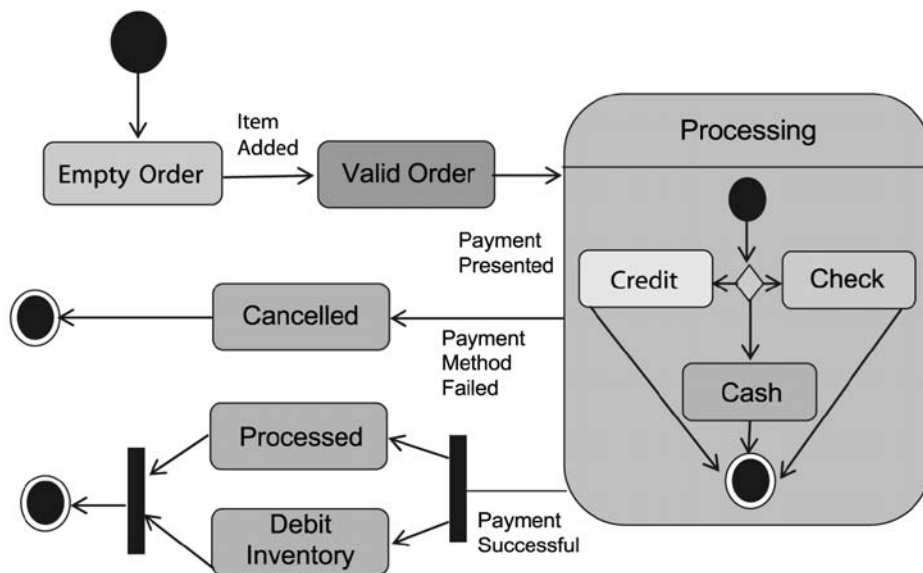 Item
Added
Empty Order
Valid Order
Processing
Payment
Presented
Credit
Check
Cancelled
Payment
Method
Failed
Cash
Processed
Debit
Inventory
Payment
Successful